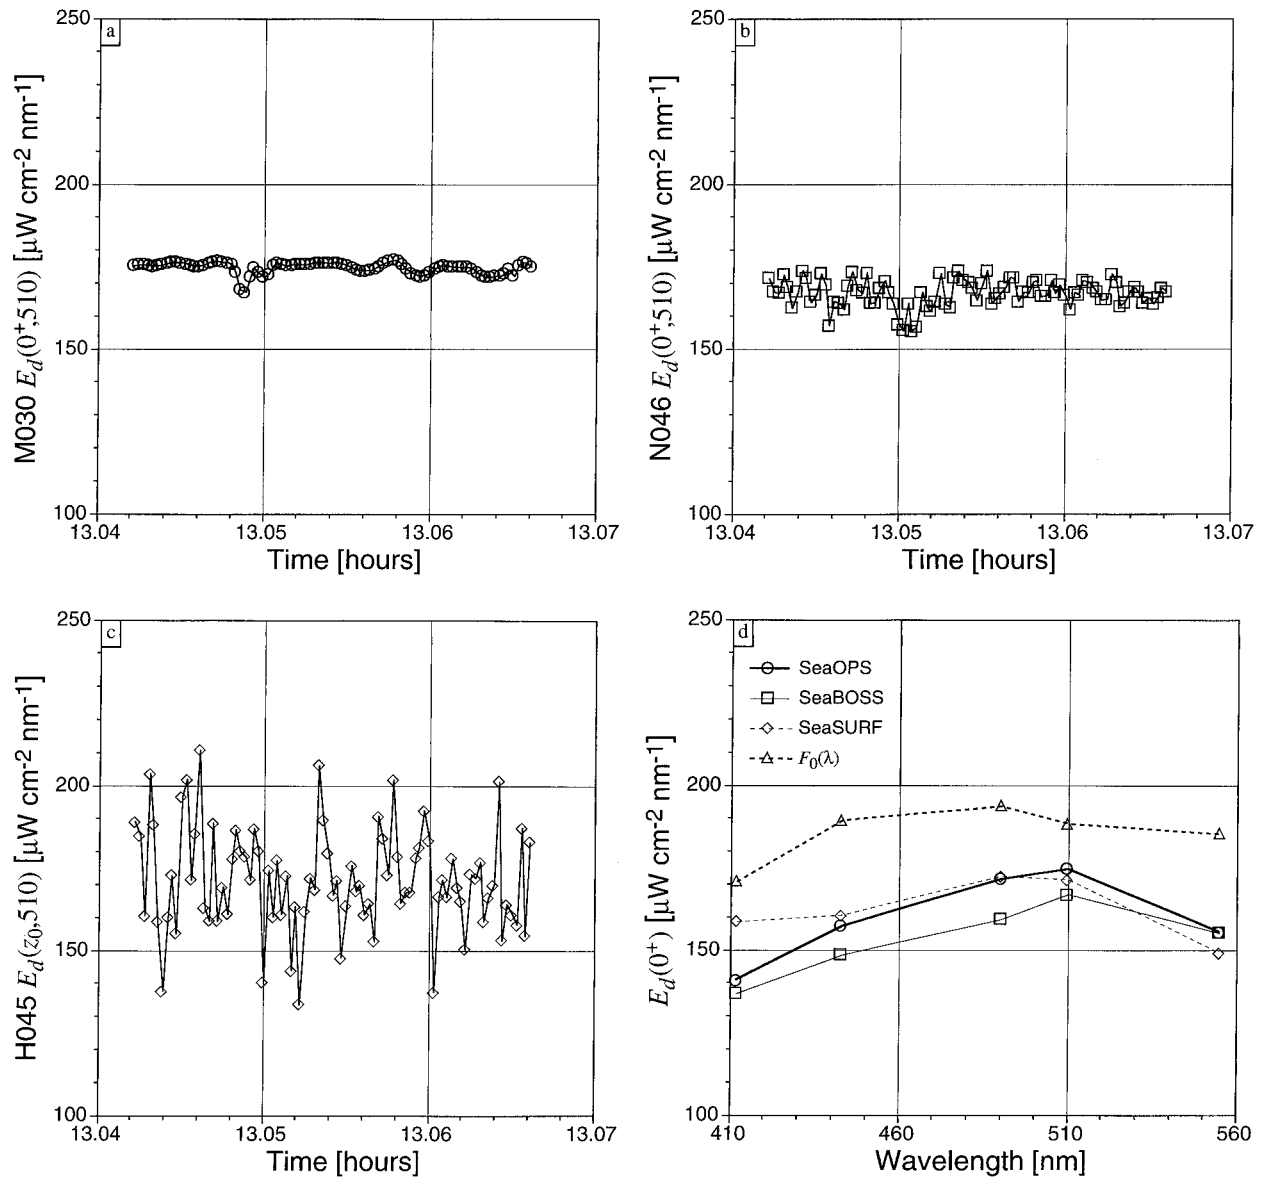 a
250
200
150
100
M030 E_d(0⁺,510) [µW cm⁻² nm⁻¹]
13.04 13.05 13.06 13.07
Time [hours]
b
250
200
150
100
N046 E_d(0⁺,510) [µW cm⁻² nm⁻¹]
13.04 13.05 13.06 13.07
Time [hours]
c
250
200
150
100
H045 E_d(z₀,510) [µW cm⁻² nm⁻¹]
13.04 13.05 13.06 13.07
Time [hours]
d
250
200
150
100
E_d(0⁺) [µW cm⁻² nm⁻¹]
SeaOPS
SeaBOSS
SeaSURF
F₀(λ)
410 460 510 560
Wavelength [nm]